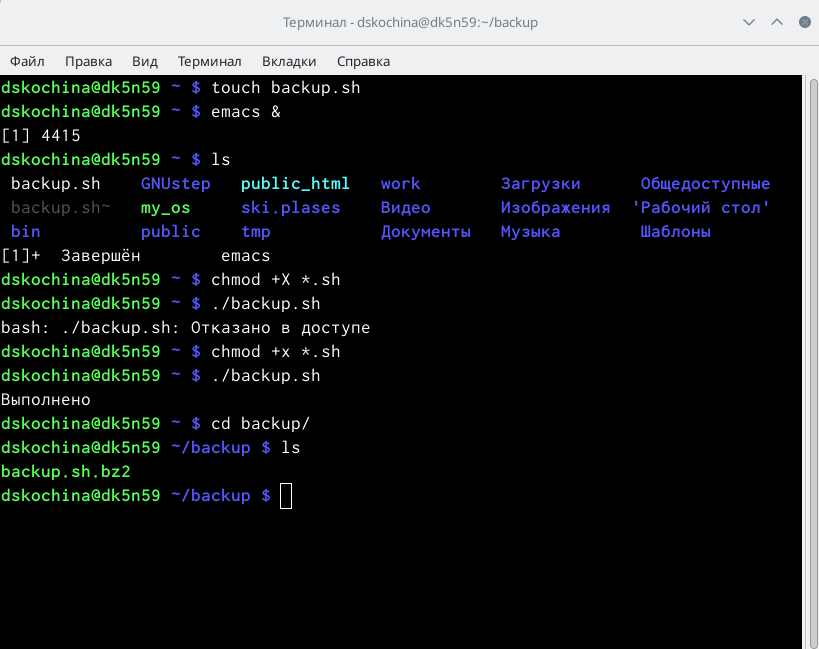 Терминал - dskochina@dk5n59:~/backup
Файл Правка Вид Терминал Вкладки Справка
dskochina@dk5n59 ~ $ touch backup.sh
dskochina@dk5n59 ~ $ emacs &
[1] 4415
dskochina@dk5n59 ~ $ ls
backup.sh GNUstep public_html work Загрузки Общедоступные
backup.sh~ my_os ski.plases Видео Изображения 'Рабочий стол'
bin public tmp Документы Музыка Шаблоны
[1]+ Завершён emacs
dskochina@dk5n59 ~ $ chmod +X *.sh
dskochina@dk5n59 ~ $ ./backup.sh
bash: ./backup.sh: Отказано в доступе
dskochina@dk5n59 ~ $ chmod +x *.sh
dskochina@dk5n59 ~ $ ./backup.sh
Выполнено
dskochina@dk5n59 ~ $ cd backup/
dskochina@dk5n59 ~/backup $ ls
backup.sh.bz2
dskochina@dk5n59 ~/backup $